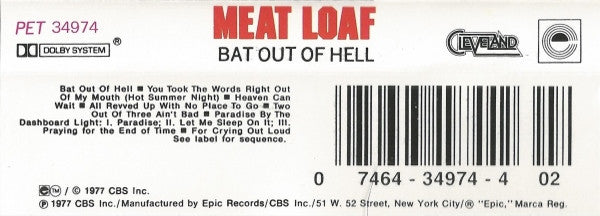 PET 34974
DOLBY SYSTEM®
MEAT LOAF
BAT OUT OF HELL
CLEVELAND
Bat Out Of Hell ■ You Took The Words Right Out
Of My Mouth (Hot Summer Night) ■ Heaven Can
Wait ■ All Revved Up With No Place To Go ■ Two
Out Of Three Ain't Bad ■ Paradise By The
Dashboard Light: I. Paradise; II. Let Me Sleep On It; III.
Praying for the End of Time ■ For Crying Out Loud
See label for sequence.
0 7464-34974-4 02
TM/ © 1977 CBS Inc.
℗ 1977 CBS Inc./Manufactured by Epic Records/CBS Inc./51 W. 52 Street, New York City/® "Epic," Marca Reg.